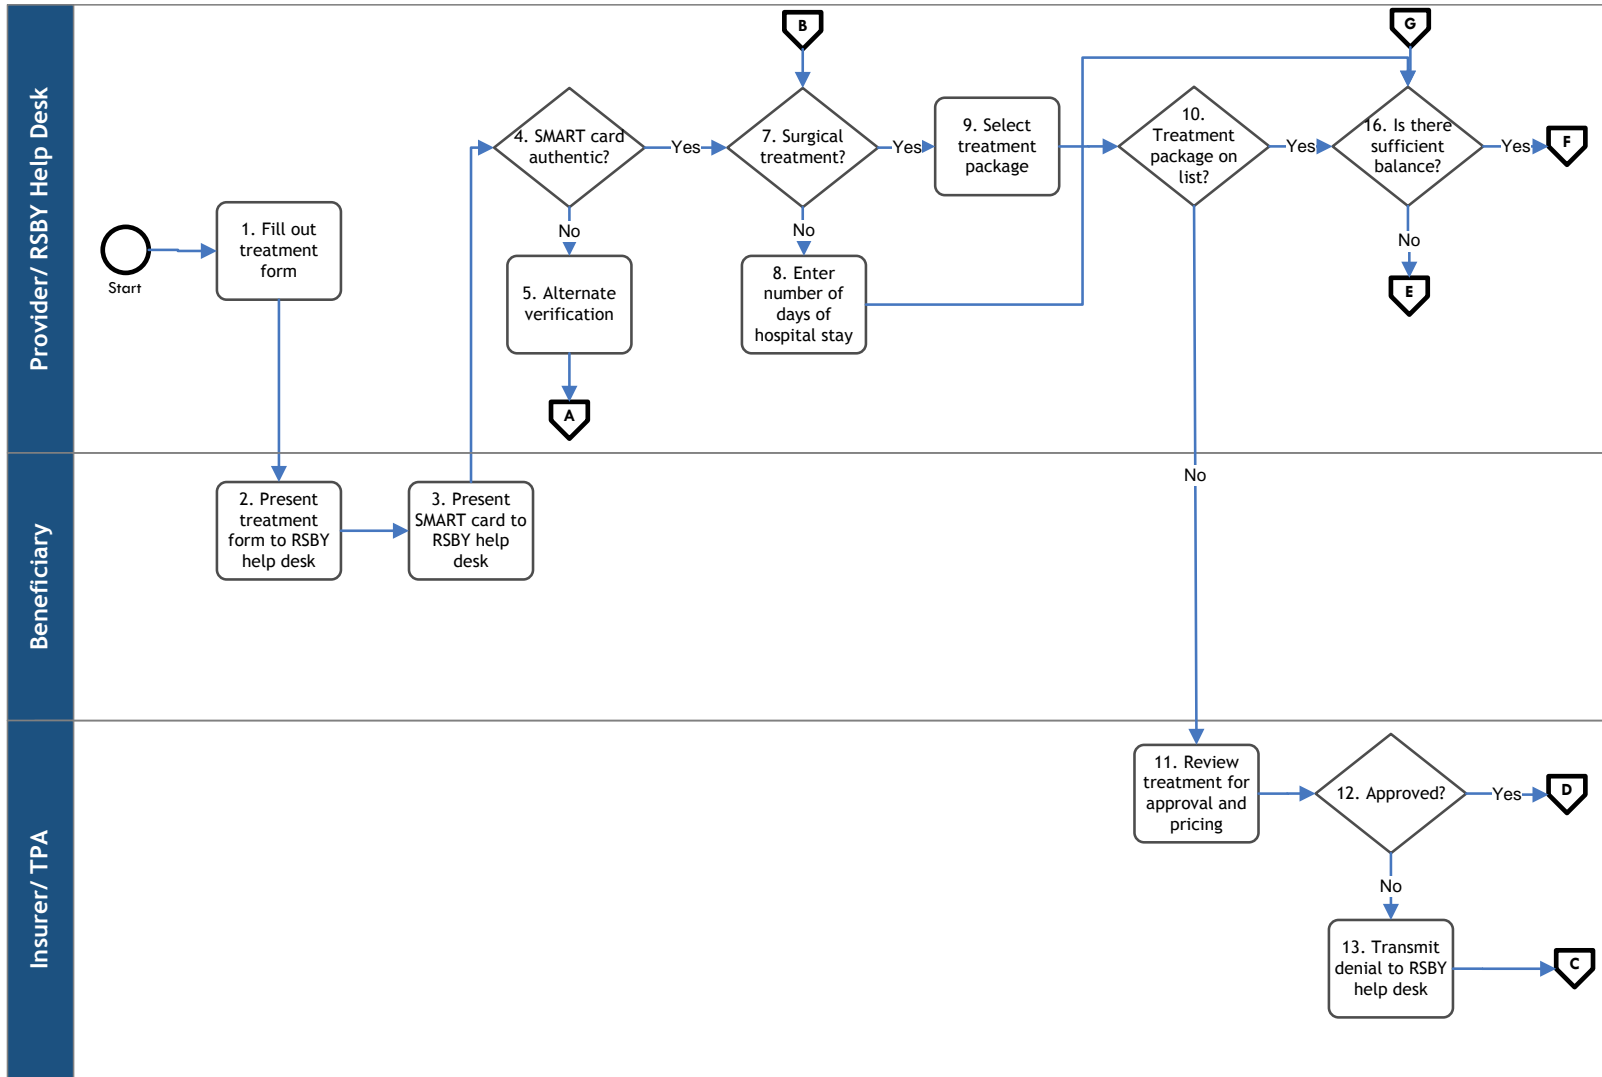 Provider/ RSBY Help Desk
B
G
4. SMART card
authentic?
Yes
7. Surgical
treatment?
Yes
9. Select
treatment
package
10.
Treatment
package on
list?
Yes
16. Is there
sufficient
balance?
Yes
F
Start
1. Fill out
treatment
form
No
5. Alternate
verification
A
No
8. Enter
number of
days of
hospital stay
No
E
Beneficiary
2. Present
treatment
form to RSBY
help desk
3. Present
SMART card to
RSBY help
desk
No
Insurer/ TPA
11. Review
treatment for
approval and
pricing
12. Approved?
Yes
D
No
13. Transmit
denial to RSBY
help desk
C